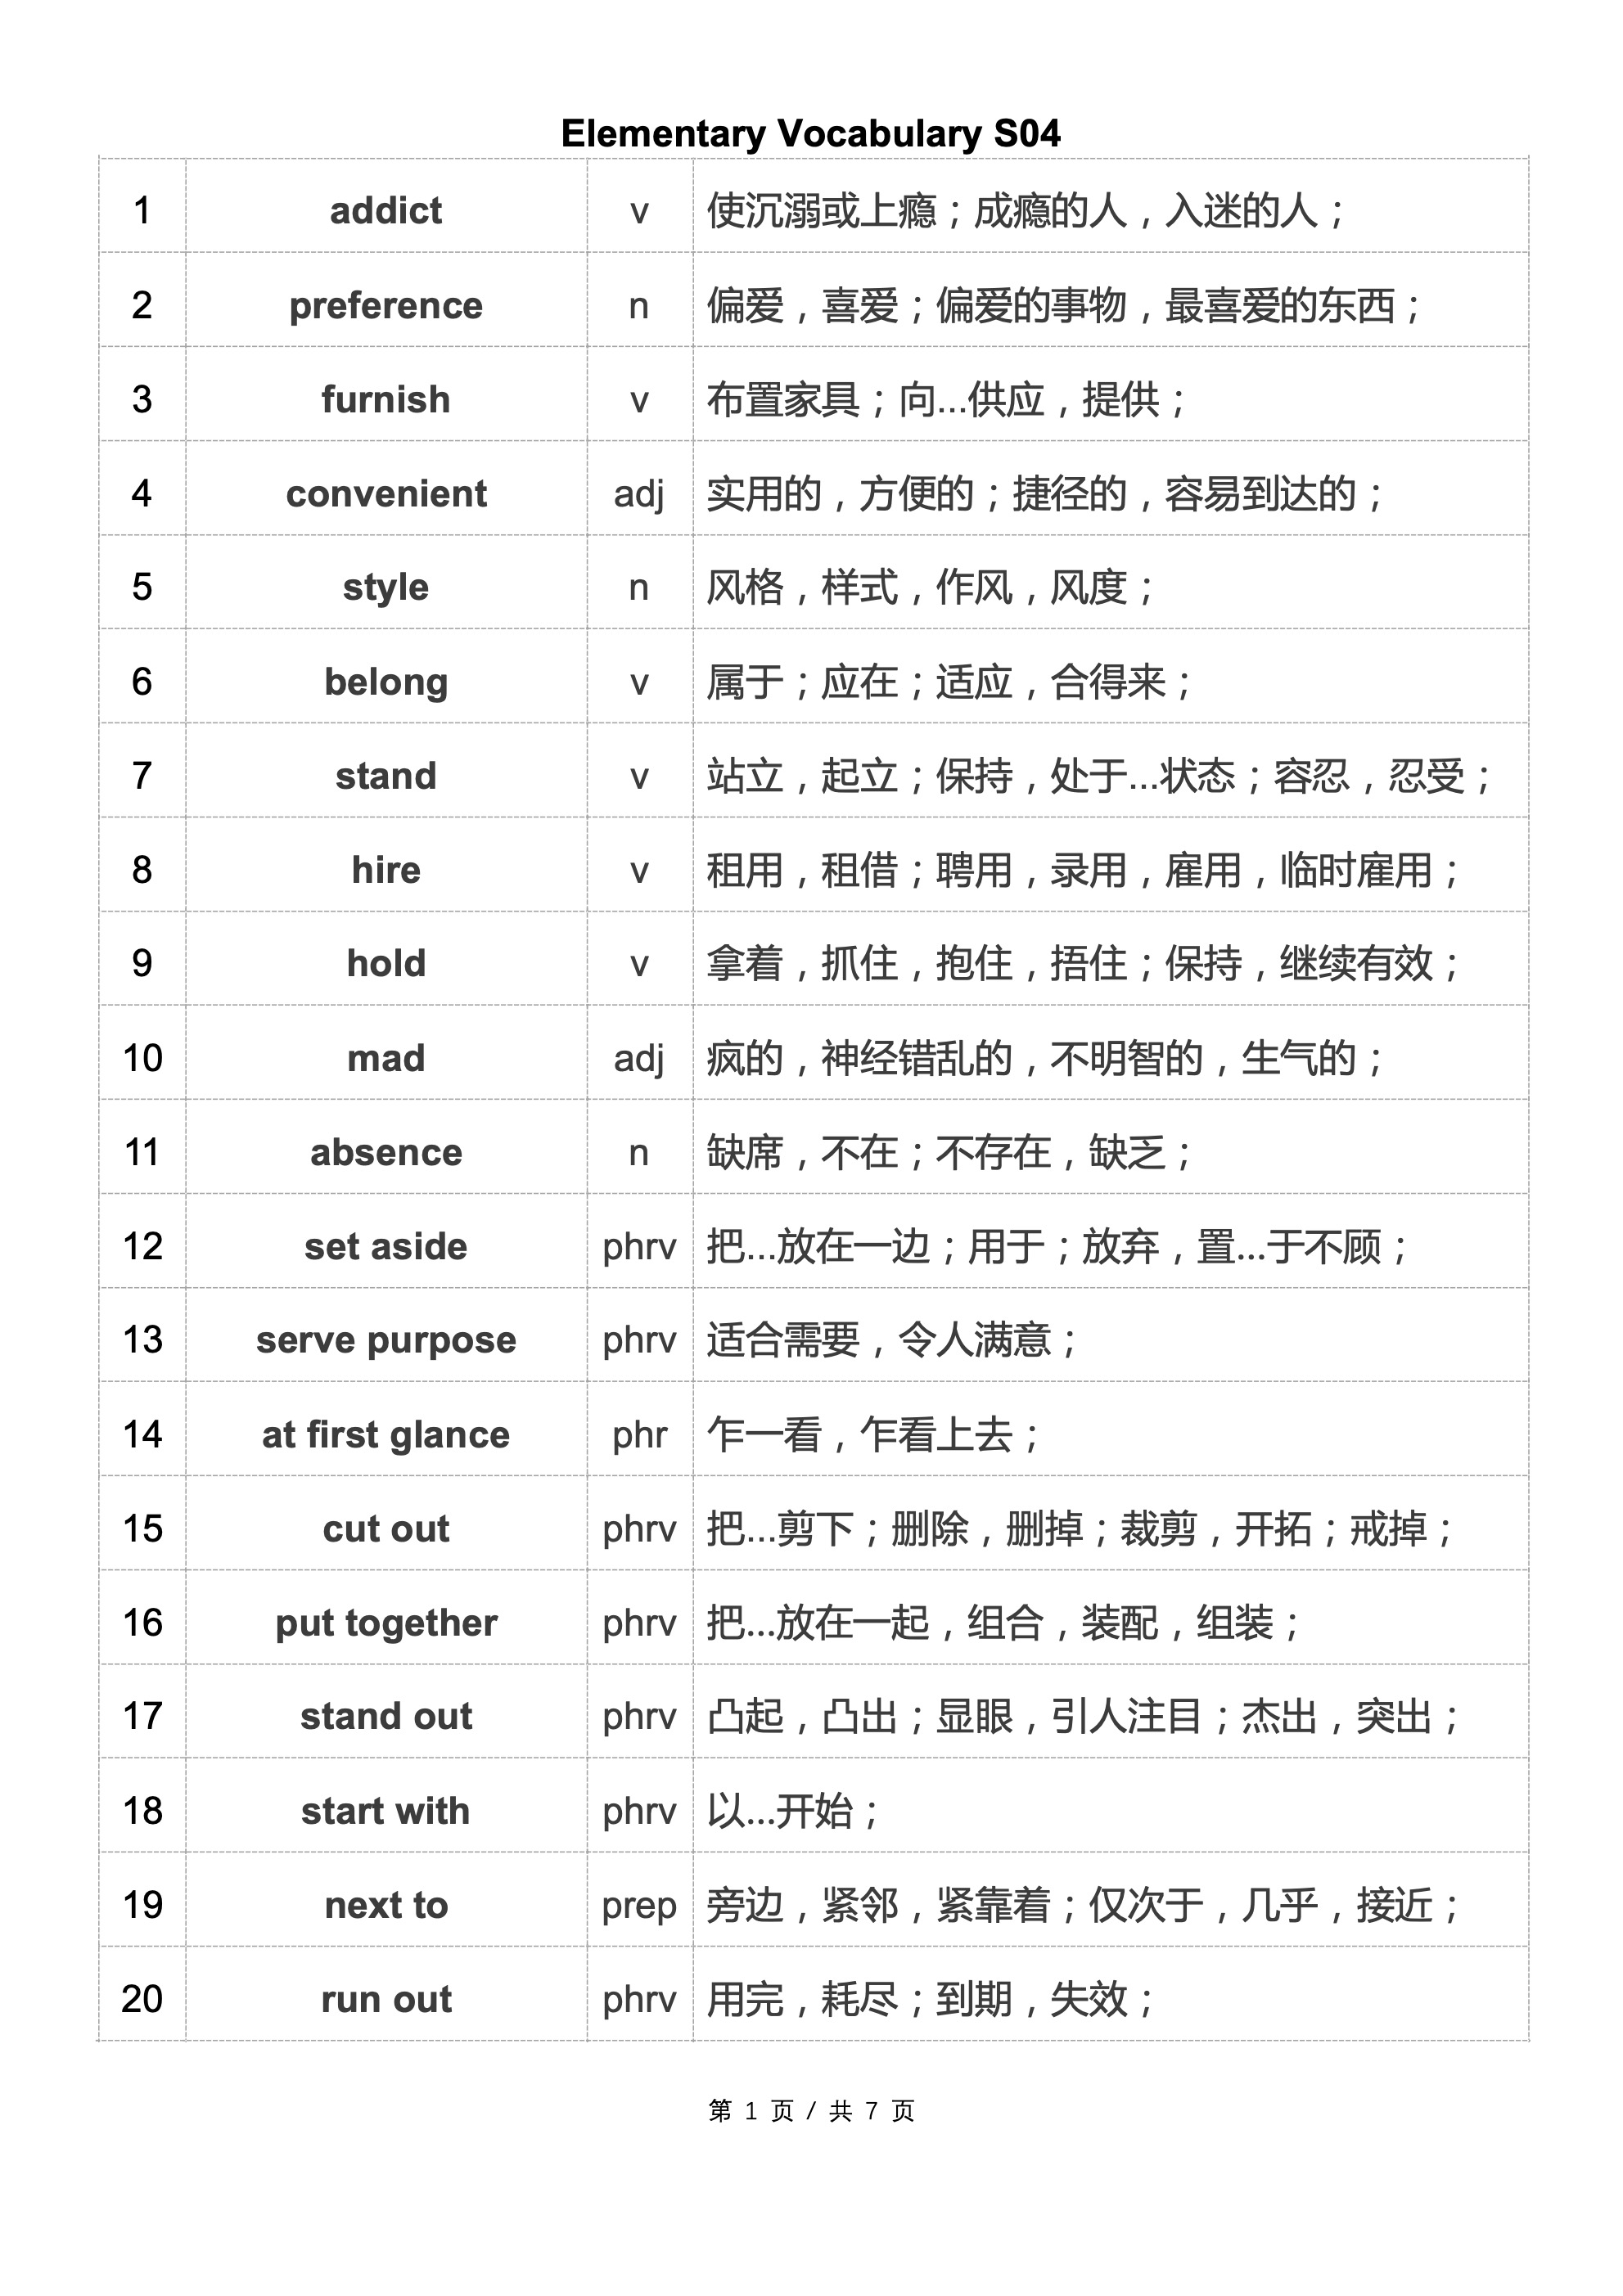 Elementary Vocabulary S04
1 addict v 使沉溺或上瘾；成瘾的人，入迷的人；
2 preference n 偏爱，喜爱；偏爱的事物，最喜爱的东西；
3 furnish v 布置家具；向...供应，提供；
4 convenient adj 实用的，方便的；捷径的，容易到达的；
5 style n 风格，样式，作风，风度；
6 belong v 属于；应在；适应，合得来；
7 stand v 站立，起立；保持，处于...状态；容忍，忍受；
8 hire v 租用，租借；聘用，录用，雇用，临时雇用；
9 hold v 拿着，抓住，抱住，捂住；保持，继续有效；
10 mad adj 疯的，神经错乱的，不明智的，生气的；
11 absence n 缺席，不在；不存在，缺乏；
12 set aside phrv 把...放在一边；用于；放弃，置...于不顾；
13 serve purpose phrv 适合需要，令人满意；
14 at first glance phr 乍一看，乍看上去；
15 cut out phrv 把...剪下；删除，删掉；裁剪，开拓；戒掉；
16 put together phrv 把...放在一起，组合，装配，组装；
17 stand out phrv 凸起，凸出；显眼，引人注目；杰出，突出；
18 start with phrv 以...开始；
19 next to prep 旁边，紧邻，紧靠着；仅次于，几乎，接近；
20 run out phrv 用完，耗尽；到期，失效；
第 1 页 / 共 7 页